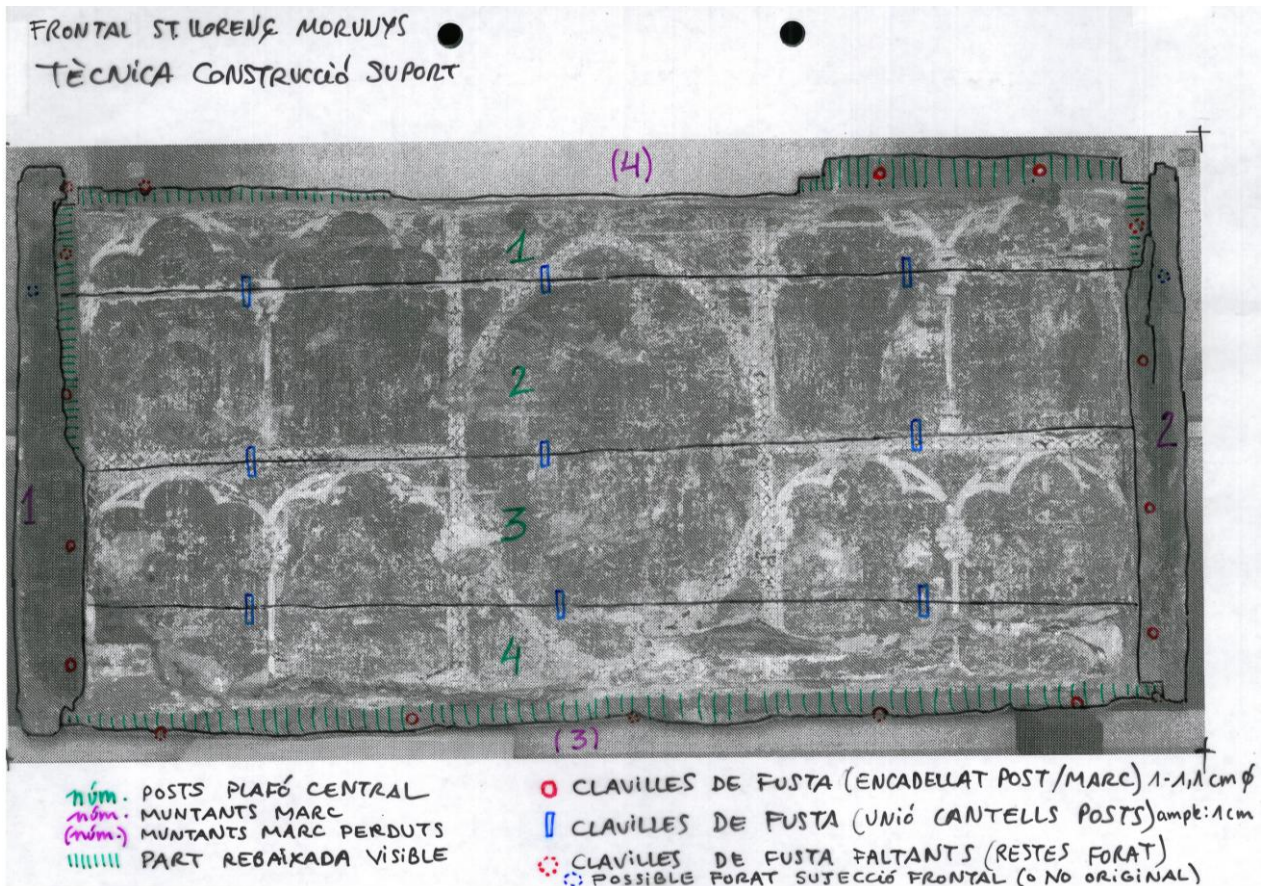 FRONTAL ST. LLORENÇ MORUNYS
TÈCNICA CONSTRUCCIÓ SUPORT
(4)
1
2
1
2
3
4
(3)
núm. POSTS PLAFÓ CENTRAL
núm. MUNTANTS MARC
(núm.) MUNTANTS MARC PERDUTS
PART REBAIXADA VISIBLE
CLAVILLES DE FUSTA (ENCADELLAT POST/MARC) 1-1,1 cm ϕ
CLAVILLES DE FUSTA (UNIÓ CANTELLS POSTS) ampl: 1cm
CLAVILLES DE FUSTA FALTANTS (RESTES FORAT)
POSSIBLE FORAT SUJECCIÓ FRONTAL (O NO ORIGINAL)